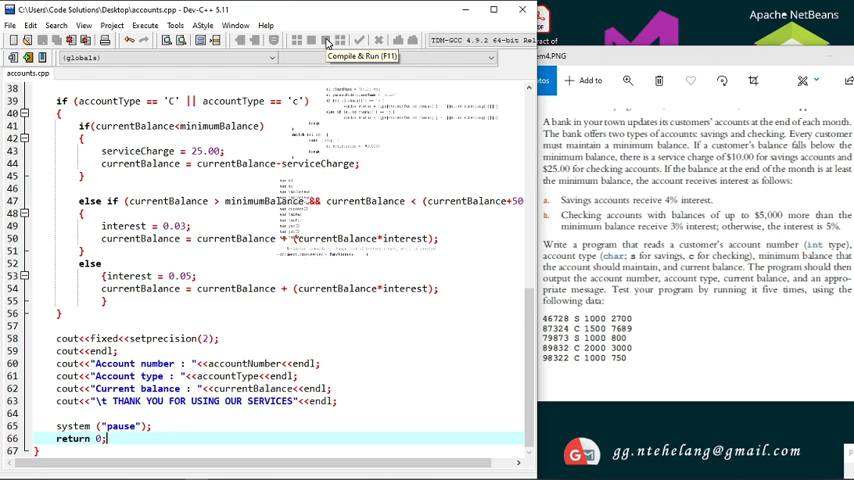 C:\Users\Code Solutions\Desktop\accounts.cpp - Dev-C++ 5.11
File Edit Search View Project Execute Tools AStyle Window Help
TDM-GCC 4.9.2 64-bit Rel
Compile & Run (F11)
(globals)
accounts.cpp
38
39 if (accountType == 'C' || accountType == 'c')
40 {
41 if(currentBalance<minimumBalance)
42 {
43 serviceCharge = 25.00;
44 currentBalance = currentBalance-serviceCharge;
45 }
46
47 else if (currentBalance > minimumBalance && currentBalance < (currentBalance+50
48 {
49 interest = 0.03;
50 currentBalance = currentBalance + (currentBalance*interest);
51 }
52 else
53 {interest = 0.05;
54 currentBalance = currentBalance + (currentBalance*interest);
55 }
56 }
57
58 cout<<fixed<<setprecision(2);
59 cout<<endl;
60 cout<<"Account number : "<<accountNumber<<endl;
61 cout<<"Account type : "<<accountType<<endl;
62 cout<<"Current balance : "<<currentBalance<<endl;
63 cout<<"\t THANK YOU FOR USING OUR SERVICES"<<endl;
64
65 system ("pause");
66 return 0;
67 }
Apache NetBeans
ract of
em4.PNG
otos
Add to
A bank in your town updates its customers' accounts at the end of each month.
The bank offers two types of accounts: savings and checking. Every customer
must maintain a minimum balance. If a customer's balance falls below the
minimum balance, there is a service charge of $10.00 for savings accounts and
$25.00 for checking accounts. If the balance at the end of the month is at least
the minimum balance, the account receives interest as follows:
a. Savings accounts receive 4% interest.
b. Checking accounts with balances of up to $5,000 more than the
minimum balance receive 3% interest; otherwise, the interest is 5%.
Write a program that reads a customer's account number (int type),
account type (char; s for savings, c for checking), minimum balance that
the account should maintain, and current balance. The program should then
output the account number, account type, current balance, and an appro-
priate message. Test your program by running it five times, using the
following data:
46728 S 1000 2700
87324 C 1500 7689
79873 S 1000 800
89832 C 2000 3000
98322 C 1000 750
gg.ntehelang@gmail.com